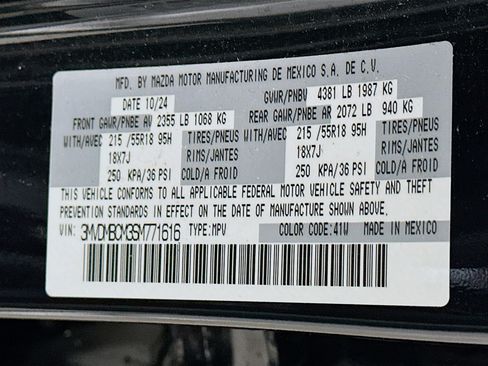 MFD. BY MAZDA MOTOR MANUFACTURING DE MEXICO S.A. DE C.V.
DATE 10/24 GVWR/PNBV 4381 LB 1987 KG
FRONT GAWR/PNBE AV 2355 LB 1068 KG REAR GAWR/PNBE AR 2072 LB 940 KG
WITH/AVEC 215 /55R18 95H TIRES/PNEUS WITH/AVEC 215 /55R18 95H TIRES/PNEUS
18X7J RIMS/JANTES 18X7J RIMS/JANTES
250 KPA/36 PSI COLD/A FROID 250 KPA/36 PSI COLD/A FROID
THIS VEHICLE CONFORMS TO ALL APPLICABLE FEDERAL MOTOR VEHICLE SAFETY AND THEFT
PREVENTION STANDARDS IN EFFECT ON THE DATE OF MANUFACTURE SHOWN ABOVE.
VIN: 3MVDMBCM3SM771616 TYPE:MPV COLOR CODE:41W MADE IN MEXICO